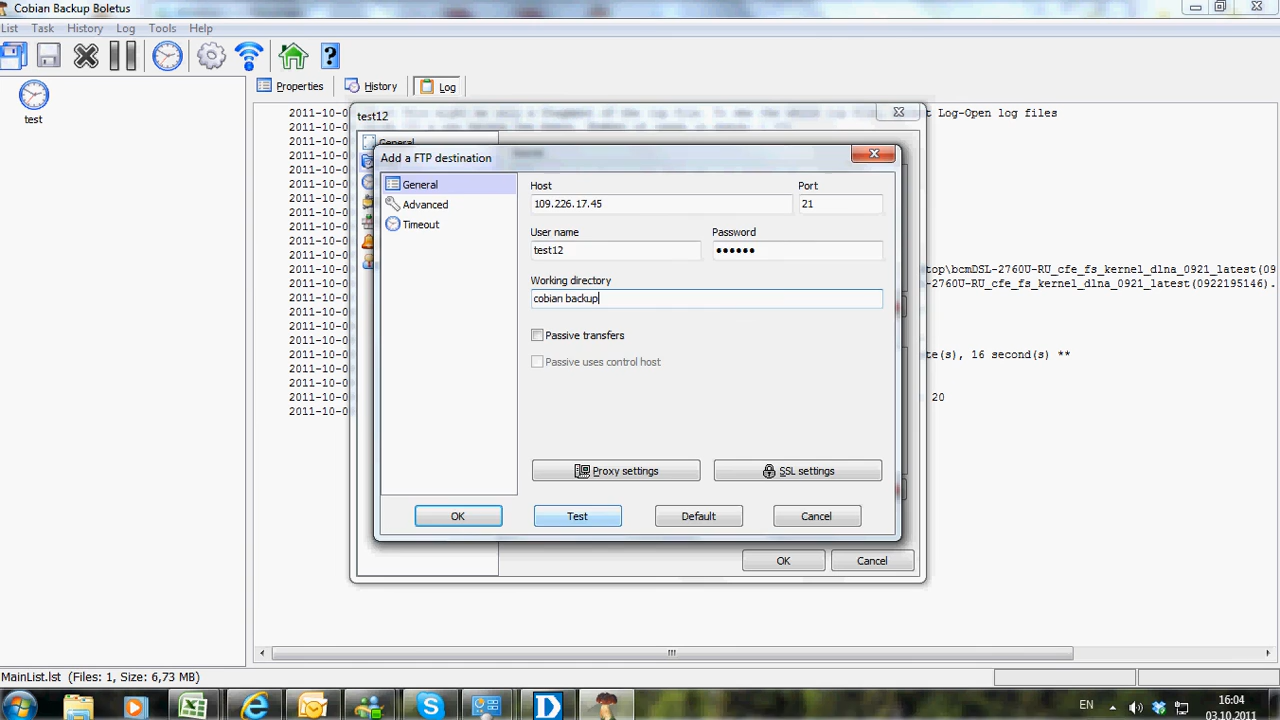 Cobian Backup Boletus
List Task History Log Tools Help
Properties History Log
test
2011-10-0 Log-Open log files
test12
2011-10-0
2011-10-0 General
2011-10-0
Add a FTP destination
2011-10-0
General
Advanced
Timeout
Host Port
109.226.17.45 21
User name Password
test12 ••••••
Working directory
cobian backup
Passive transfers
Passive uses control host
Proxy settings SSL settings
OK Test Default Cancel
OK Cancel
2011-10-0
2011-10-0
2011-10-0
2011-10-0
2011-10-0
2011-10-0
2011-10-0
2011-10-0 top\bcmDSL-2760U-RU_cfe_fs_kernel_dlna_0921_latest(09
2011-10-0 -2760U-RU_cfe_fs_kernel_dlna_0921_latest(0922195146).
2011-10-0
2011-10-0
2011-10-0
2011-10-0
2011-10-0 te(s), 16 second(s) **
2011-10-0
2011-10-0
2011-10-0 20
2011-10-0
MainList.lst (Files: 1, Size: 6,73 MB)
EN 16:04
03.10.2011